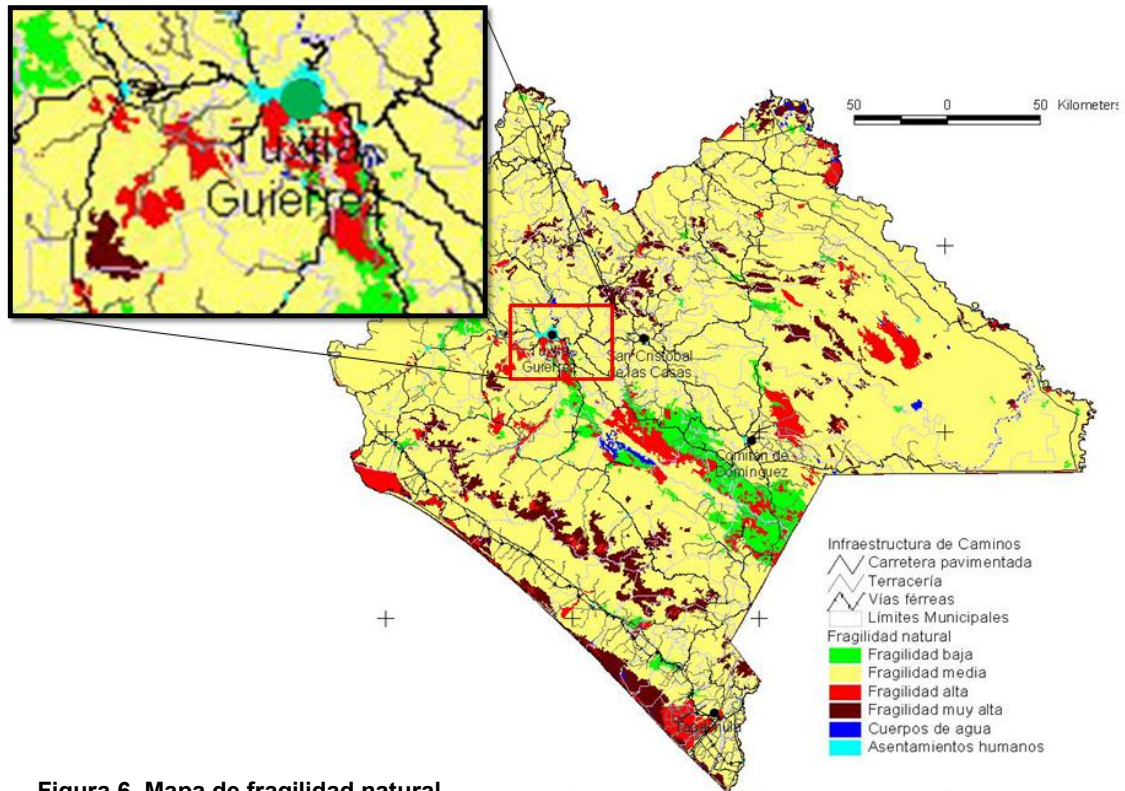 Tuxtla
Guierrez
50 0 50 Kilometers
Tuxtla
Guierrez
San Cristobal
de las Casas
Comitán de
Domínguez
Tapachula
Infraestructura de Caminos
Carretera pavimentada
Terracería
Vías férreas
Límites Municipales
Fragilidad natural
Fragilidad baja
Fragilidad media
Fragilidad alta
Fragilidad muy alta
Cuerpos de agua
Asentamientos humanos
Figura 6. Mapa de fragilidad natural